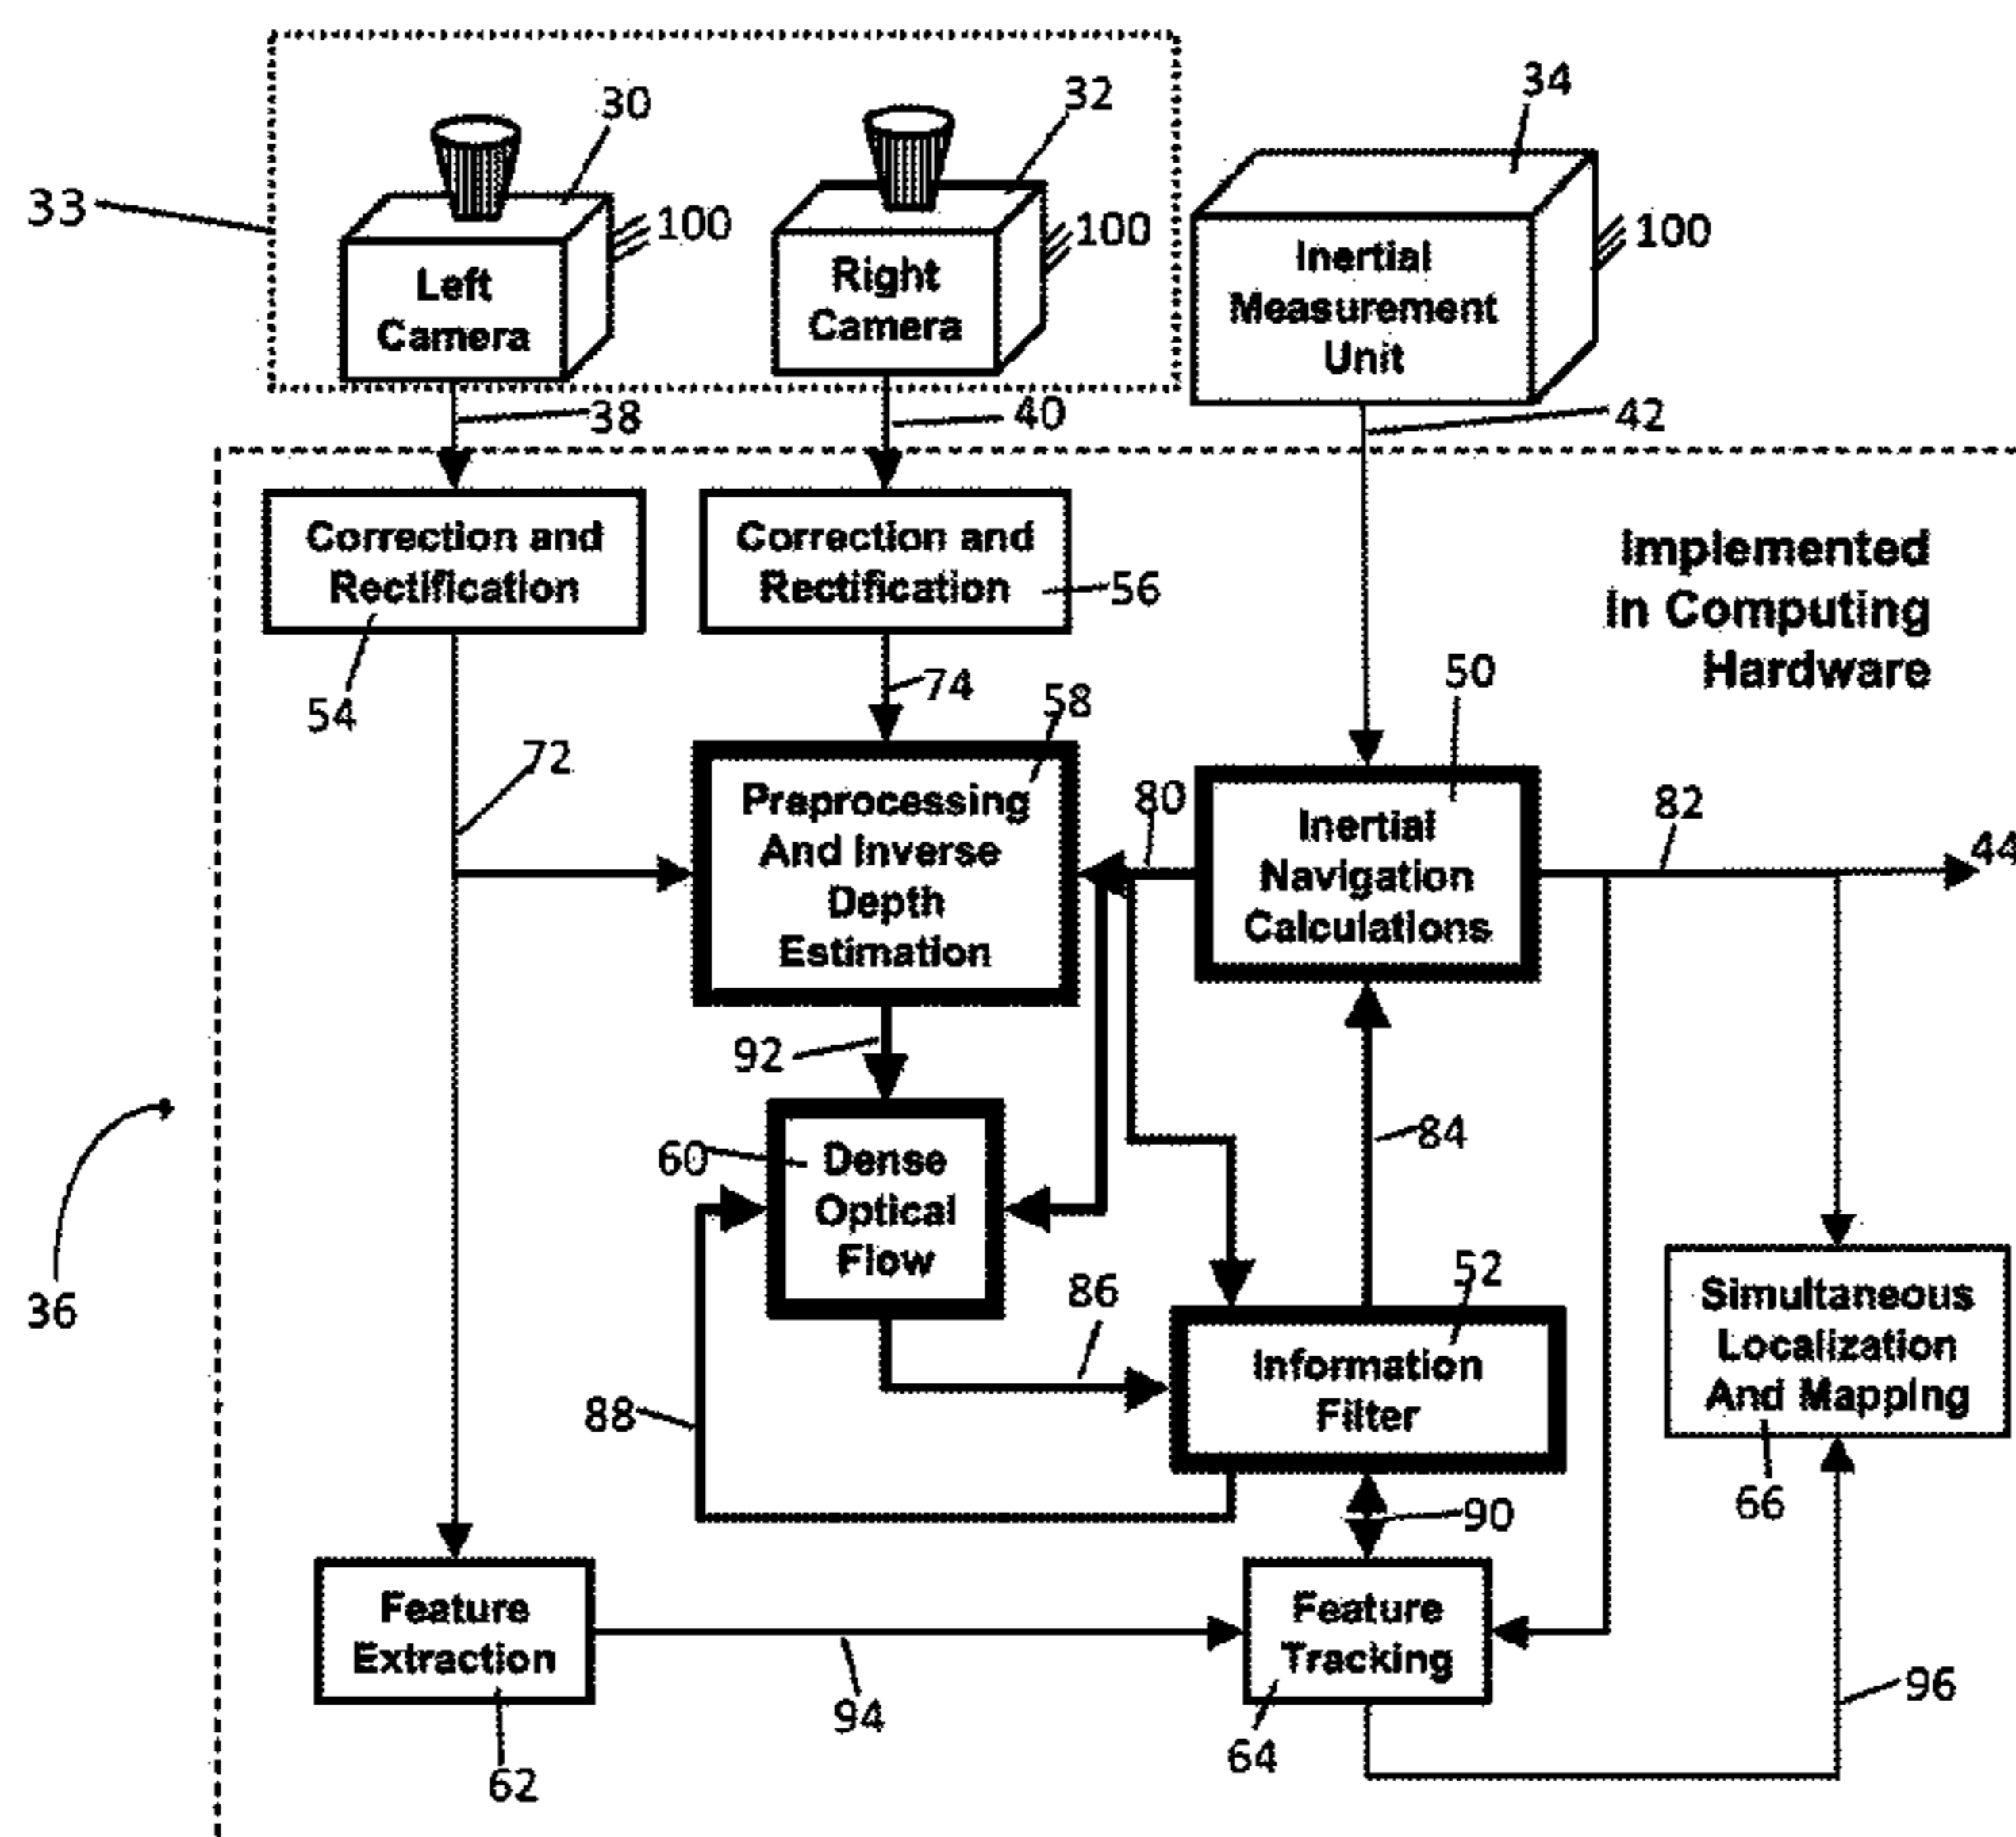 30
32
34
33
100
100
100
Left
Camera
Right
Camera
Inertial
Measurement
Unit
38
40
42
Correction and
Rectification
Correction and
Rectification
56
Implemented
In Computing
Hardware
54
74
58
50
72
Preprocessing
And Inverse
Depth
Estimation
80
Inertial
Navigation
Calculations
82
44
92
84
60
Dense
Optical
Flow
36
86
52
Information
Filter
88
Simultaneous
Localization
And Mapping
66
90
Feature
Extraction
Feature
Tracking
94
96
62
64